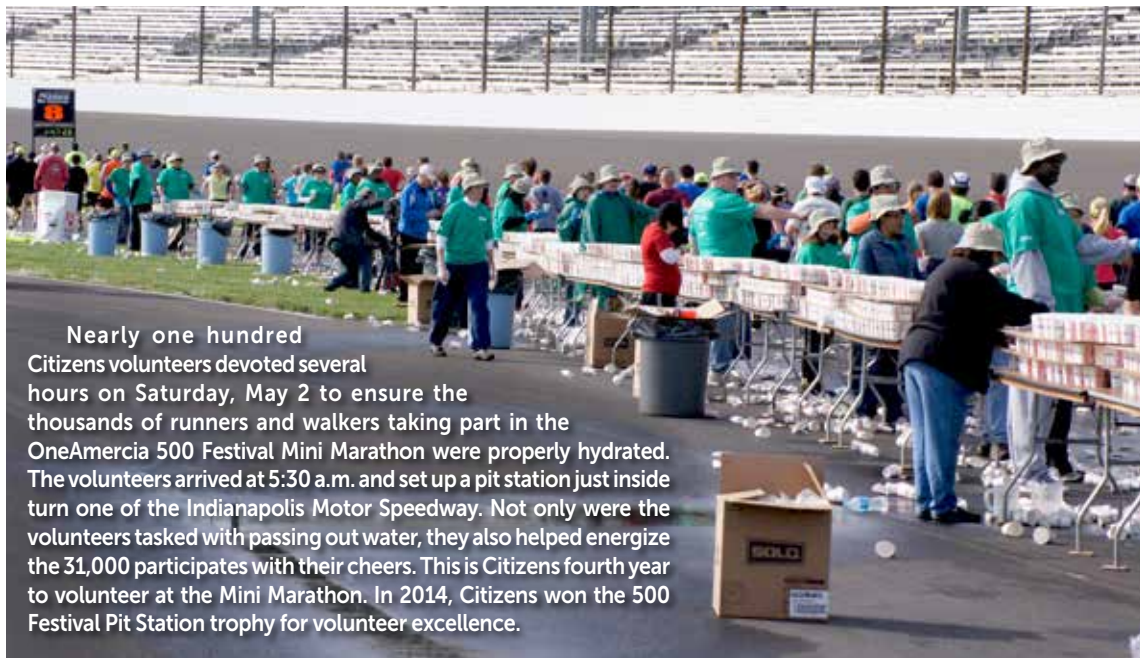 8
Nearly one hundred
Citizens volunteers devoted several
hours on Saturday, May 2 to ensure the
thousands of runners and walkers taking part in the
OneAmercia 500 Festival Mini Marathon were properly hydrated.
The volunteers arrived at 5:30 a.m. and set up a pit station just inside
turn one of the Indianapolis Motor Speedway. Not only were the
volunteers tasked with passing out water, they also helped energize
the 31,000 participates with their cheers. This is Citizens fourth year
to volunteer at the Mini Marathon. In 2014, Citizens won the 500
Festival Pit Station trophy for volunteer excellence.
SOLO